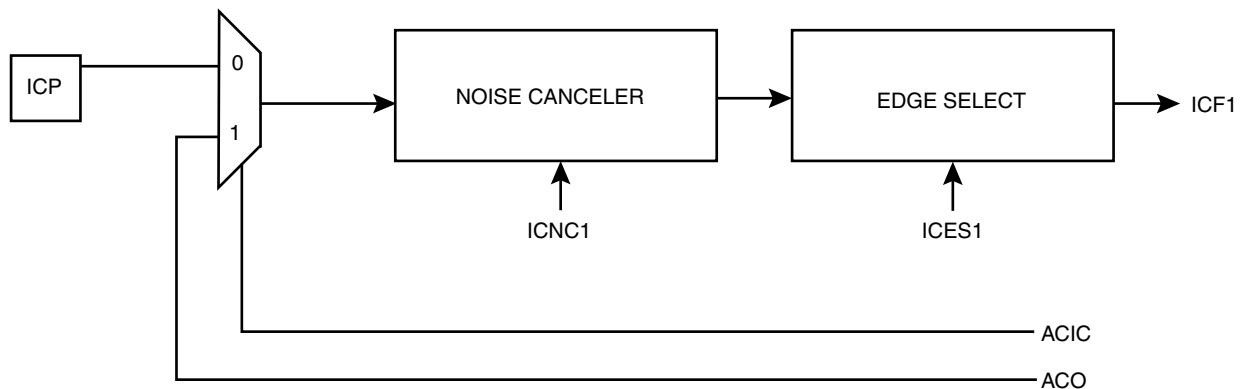 0
ICP
NOISE CANCELER
EDGE SELECT
ICF1
1
ICNC1
ICES1
ACIC
ACO